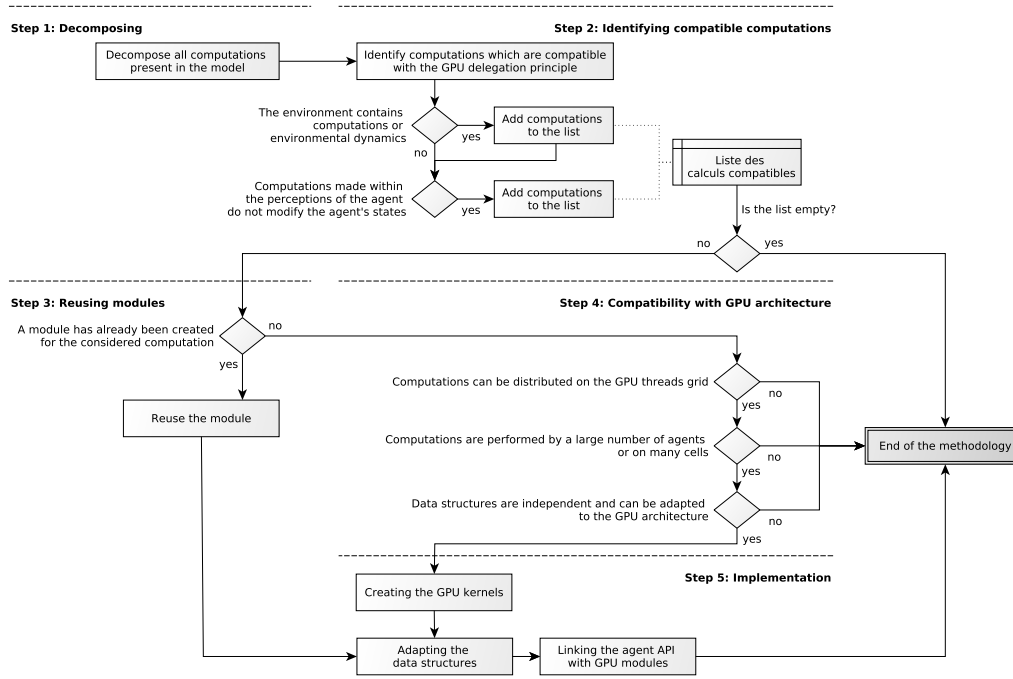 Step 1: Decomposing
Step 2: Identifying compatible computations
Decompose all computations
present in the model
Identify computations which are compatible
with the GPU delegation principle
The environment contains
computations or
environmental dynamics
yes
no
Add computations
to the list
Computations made within
the perceptions of the agent
do not modify the agent's states
yes
Add computations
to the list
Liste des
calculs compatibles
Is the list empty?
no
yes
Step 3: Reusing modules
Step 4: Compatibility with GPU architecture
A module has already been created
for the considered computation
no
yes
Reuse the module
Computations can be distributed on the GPU threads grid
no
yes
Computations are performed by a large number of agents
or on many cells
no
yes
Data structures are independent and can be adapted
to the GPU architecture
no
yes
End of the methodology
Step 5: Implementation
Creating the GPU kernels
Adapting the
data structures
Linking the agent API
with GPU modules